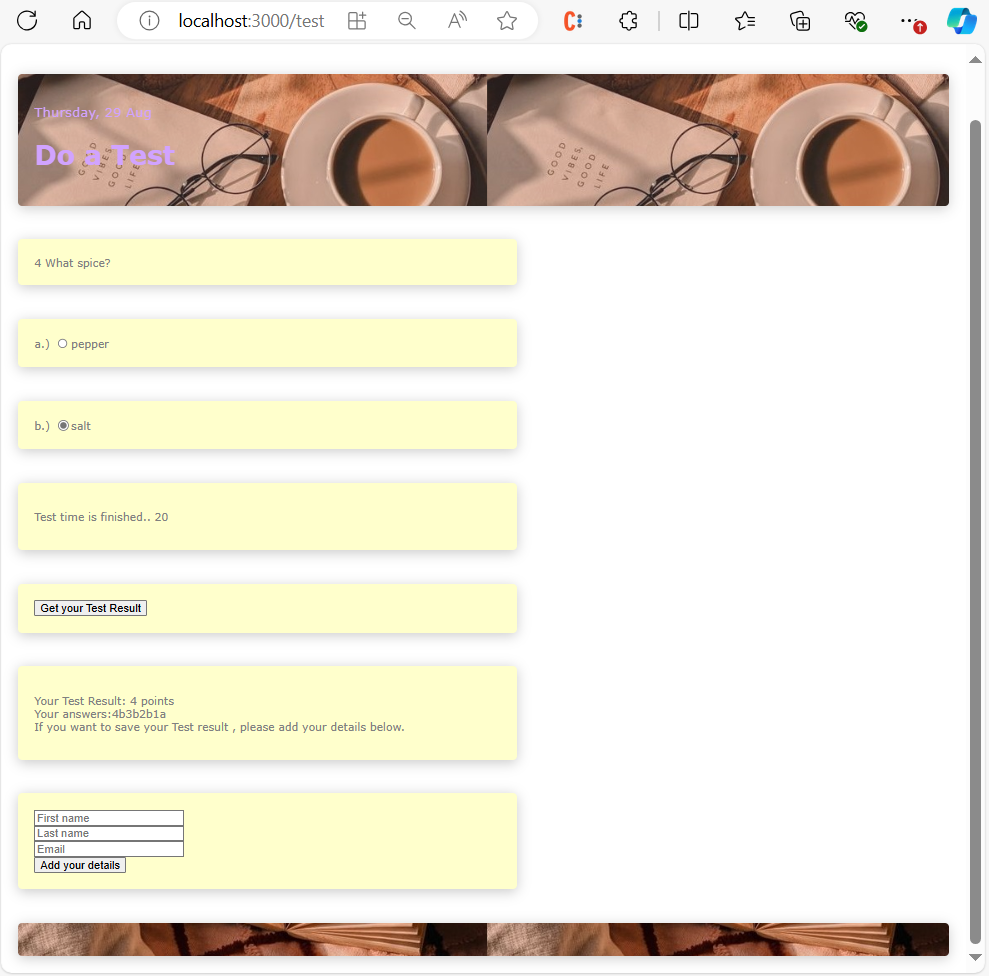 localhost:3000/test
Thursday, 29 Aug
Do a Test
GOOD
VIBES,
GOOD
LIFE
GOOD
VIBES,
GOOD
LIFE
4 What spice?
a.) pepper
b.) salt
Test time is finished.. 20
Get your Test Result
Your Test Result: 4 points
Your answers:4b3b2b1a
If you want to save your Test result , please add your details below.
First name
Last name
Email
Add your details